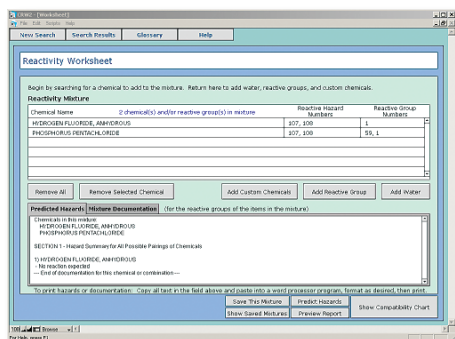 CRW2 - [Worksheet]
File Edit Scripts Help
New Search Search Results Glossary Help
Reactivity Worksheet
Begin by searching for a chemical to add to the mixture. Return here to add water, reactive groups, and custom chemicals.
Reactivity Mixture
Chemical Name 2 chemical(s) and/or reactive group(s) in mixture Reactive Hazard Numbers Reactive Group Numbers
HYDROGEN FLUORIDE, ANHYDROUS 107, 108 1
PHOSPHORUS PENTACHLORIDE 107, 108 59, 1
Remove All Remove Selected Chemical Add Custom Chemicals Add Reactive Group Add Water
Predicted Hazards Mixture Documentation (for the reactive groups of the items in the mixture)
Chemicals in this mixture:
HYDROGEN FLUORIDE, ANHYDROUS
PHOSPHORUS PENTACHLORIDE
SECTION 1 - Hazard Summary for All Possible Pairings of Chemicals
1) HYDROGEN FLUORIDE, ANHYDROUS
- No reaction expected
--- End of documentation for this chemical or combination ---
To print hazards or documentation: Copy all text in the field above and paste into a word processor program, format as desired, then print.
Save This Mixture Predict Hazards Show Compatibility Chart
Show Saved Mixtures Preview Report
100 Browse
For Help, press F1